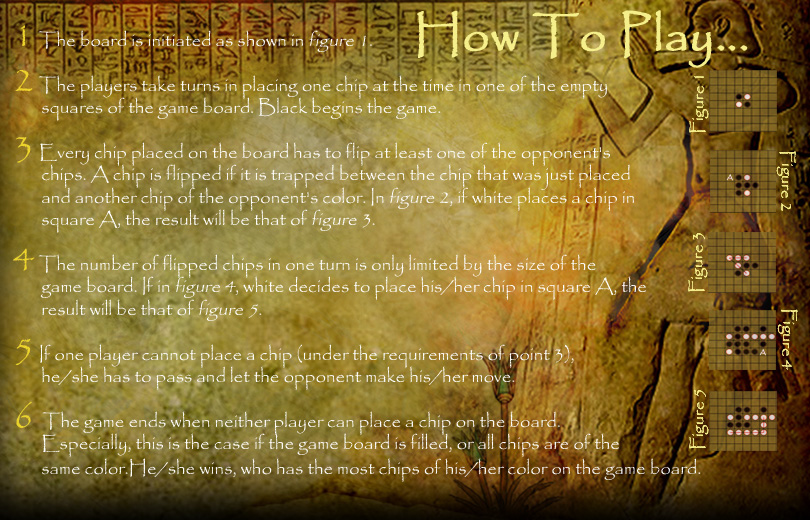 How To Play...
1 The board is initiated as shown in figure 1.
2 The players take turns in placing one chip at the time in one of the empty
squares of the game board. Black begins the game.
3 Every chip placed on the board has to flip at least one of the opponent's
chips. A chip is flipped if it is trapped between the chip that was just placed
and another chip of the opponent's color. In figure 2, if white places a chip in
square A, the result will be that of figure 3.
4 The number of flipped chips in one turn is only limited by the size of the
game board. If in figure 4, white decides to place his/her chip in square A, the
result will be that of figure 5.
5 If one player cannot place a chip (under the requirements of point 3),
he/she has to pass and let the opponent make his/her move.
6 The game ends when neither player can place a chip on the board.
Especially, this is the case if the game board is filled, or all chips are of the
same color.He/she wins, who has the most chips of his/her color on the game board.
Figure 1
A
Figure 2
Figure 3
A
Figure 4
Figure 5